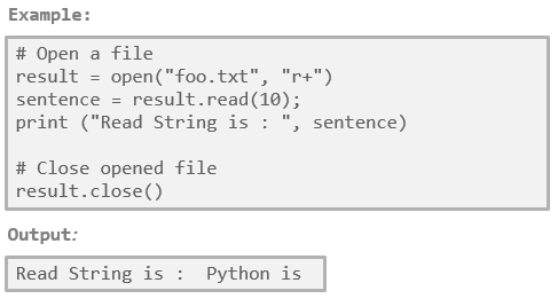 Example:
# Open a file
result = open("foo.txt", "r+")
sentence = result.read(10);
print ("Read String is : ", sentence)
# Close opened file
result.close()
Output:
Read String is :  Python is